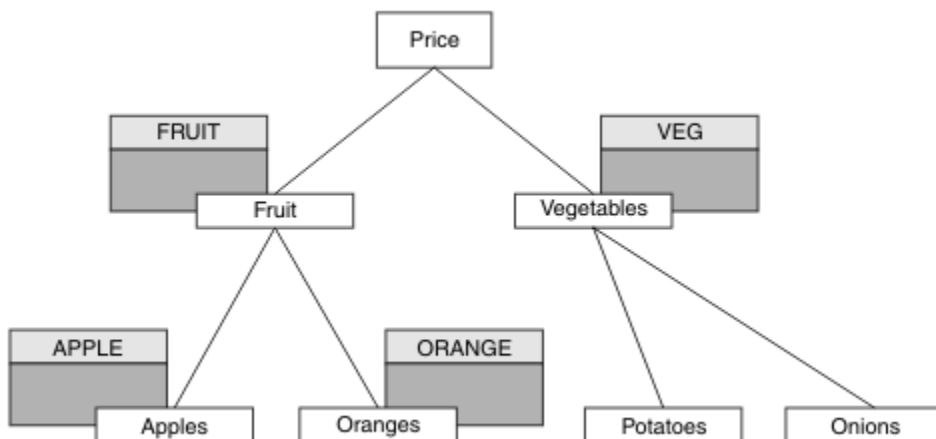 Price
FRUIT
VEG
Fruit
Vegetables
APPLE
ORANGE
Apples
Oranges
Potatoes
Onions